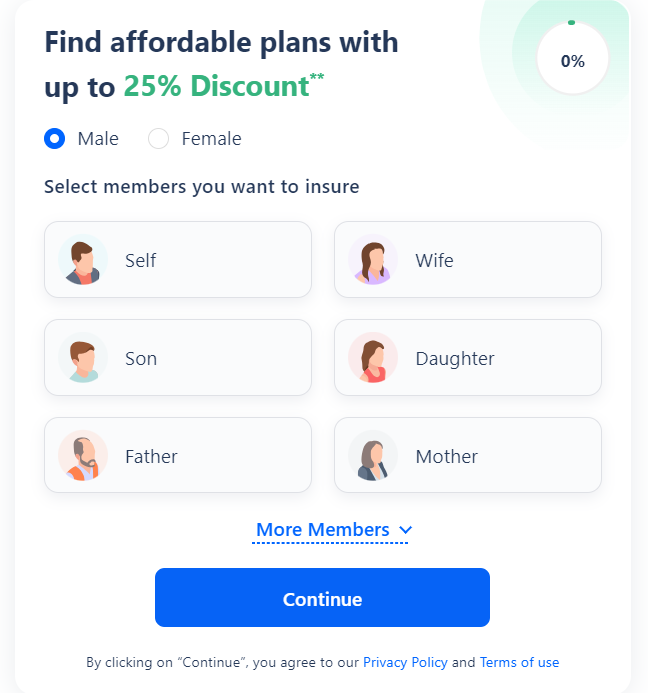 Find affordable plans with
up to 25% Discount**
0%
Male Female
Select members you want to insure
Self Wife
Son Daughter
Father Mother
More Members
Continue
By clicking on “Continue”, you agree to our Privacy Policy and Terms of use